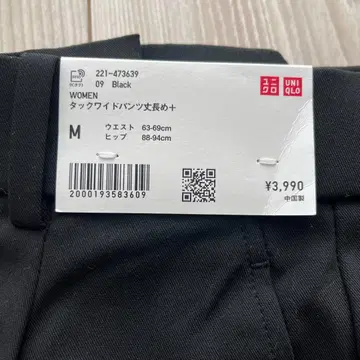 221-473639
09 Black
WOMEN
タックワイドパンツ丈長め+
M
ウエスト 63-69cm
ヒップ 88-94cm
2000193583609
ユニクロ
UNIQLO
¥3,990
中国製